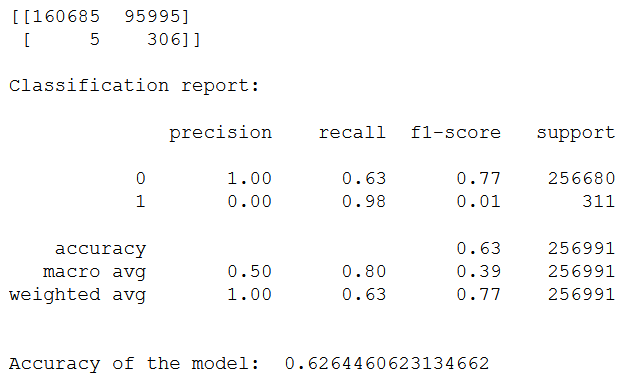 [[160685  95995]
 [     5    306]]
Classification report:
              precision    recall  f1-score   support
           0       1.00      0.63      0.77    256680
           1       0.00      0.98      0.01       311
    accuracy                           0.63    256991
   macro avg       0.50      0.80      0.39    256991
weighted avg       1.00      0.63      0.77    256991
Accuracy of the model:  0.6264460623134662